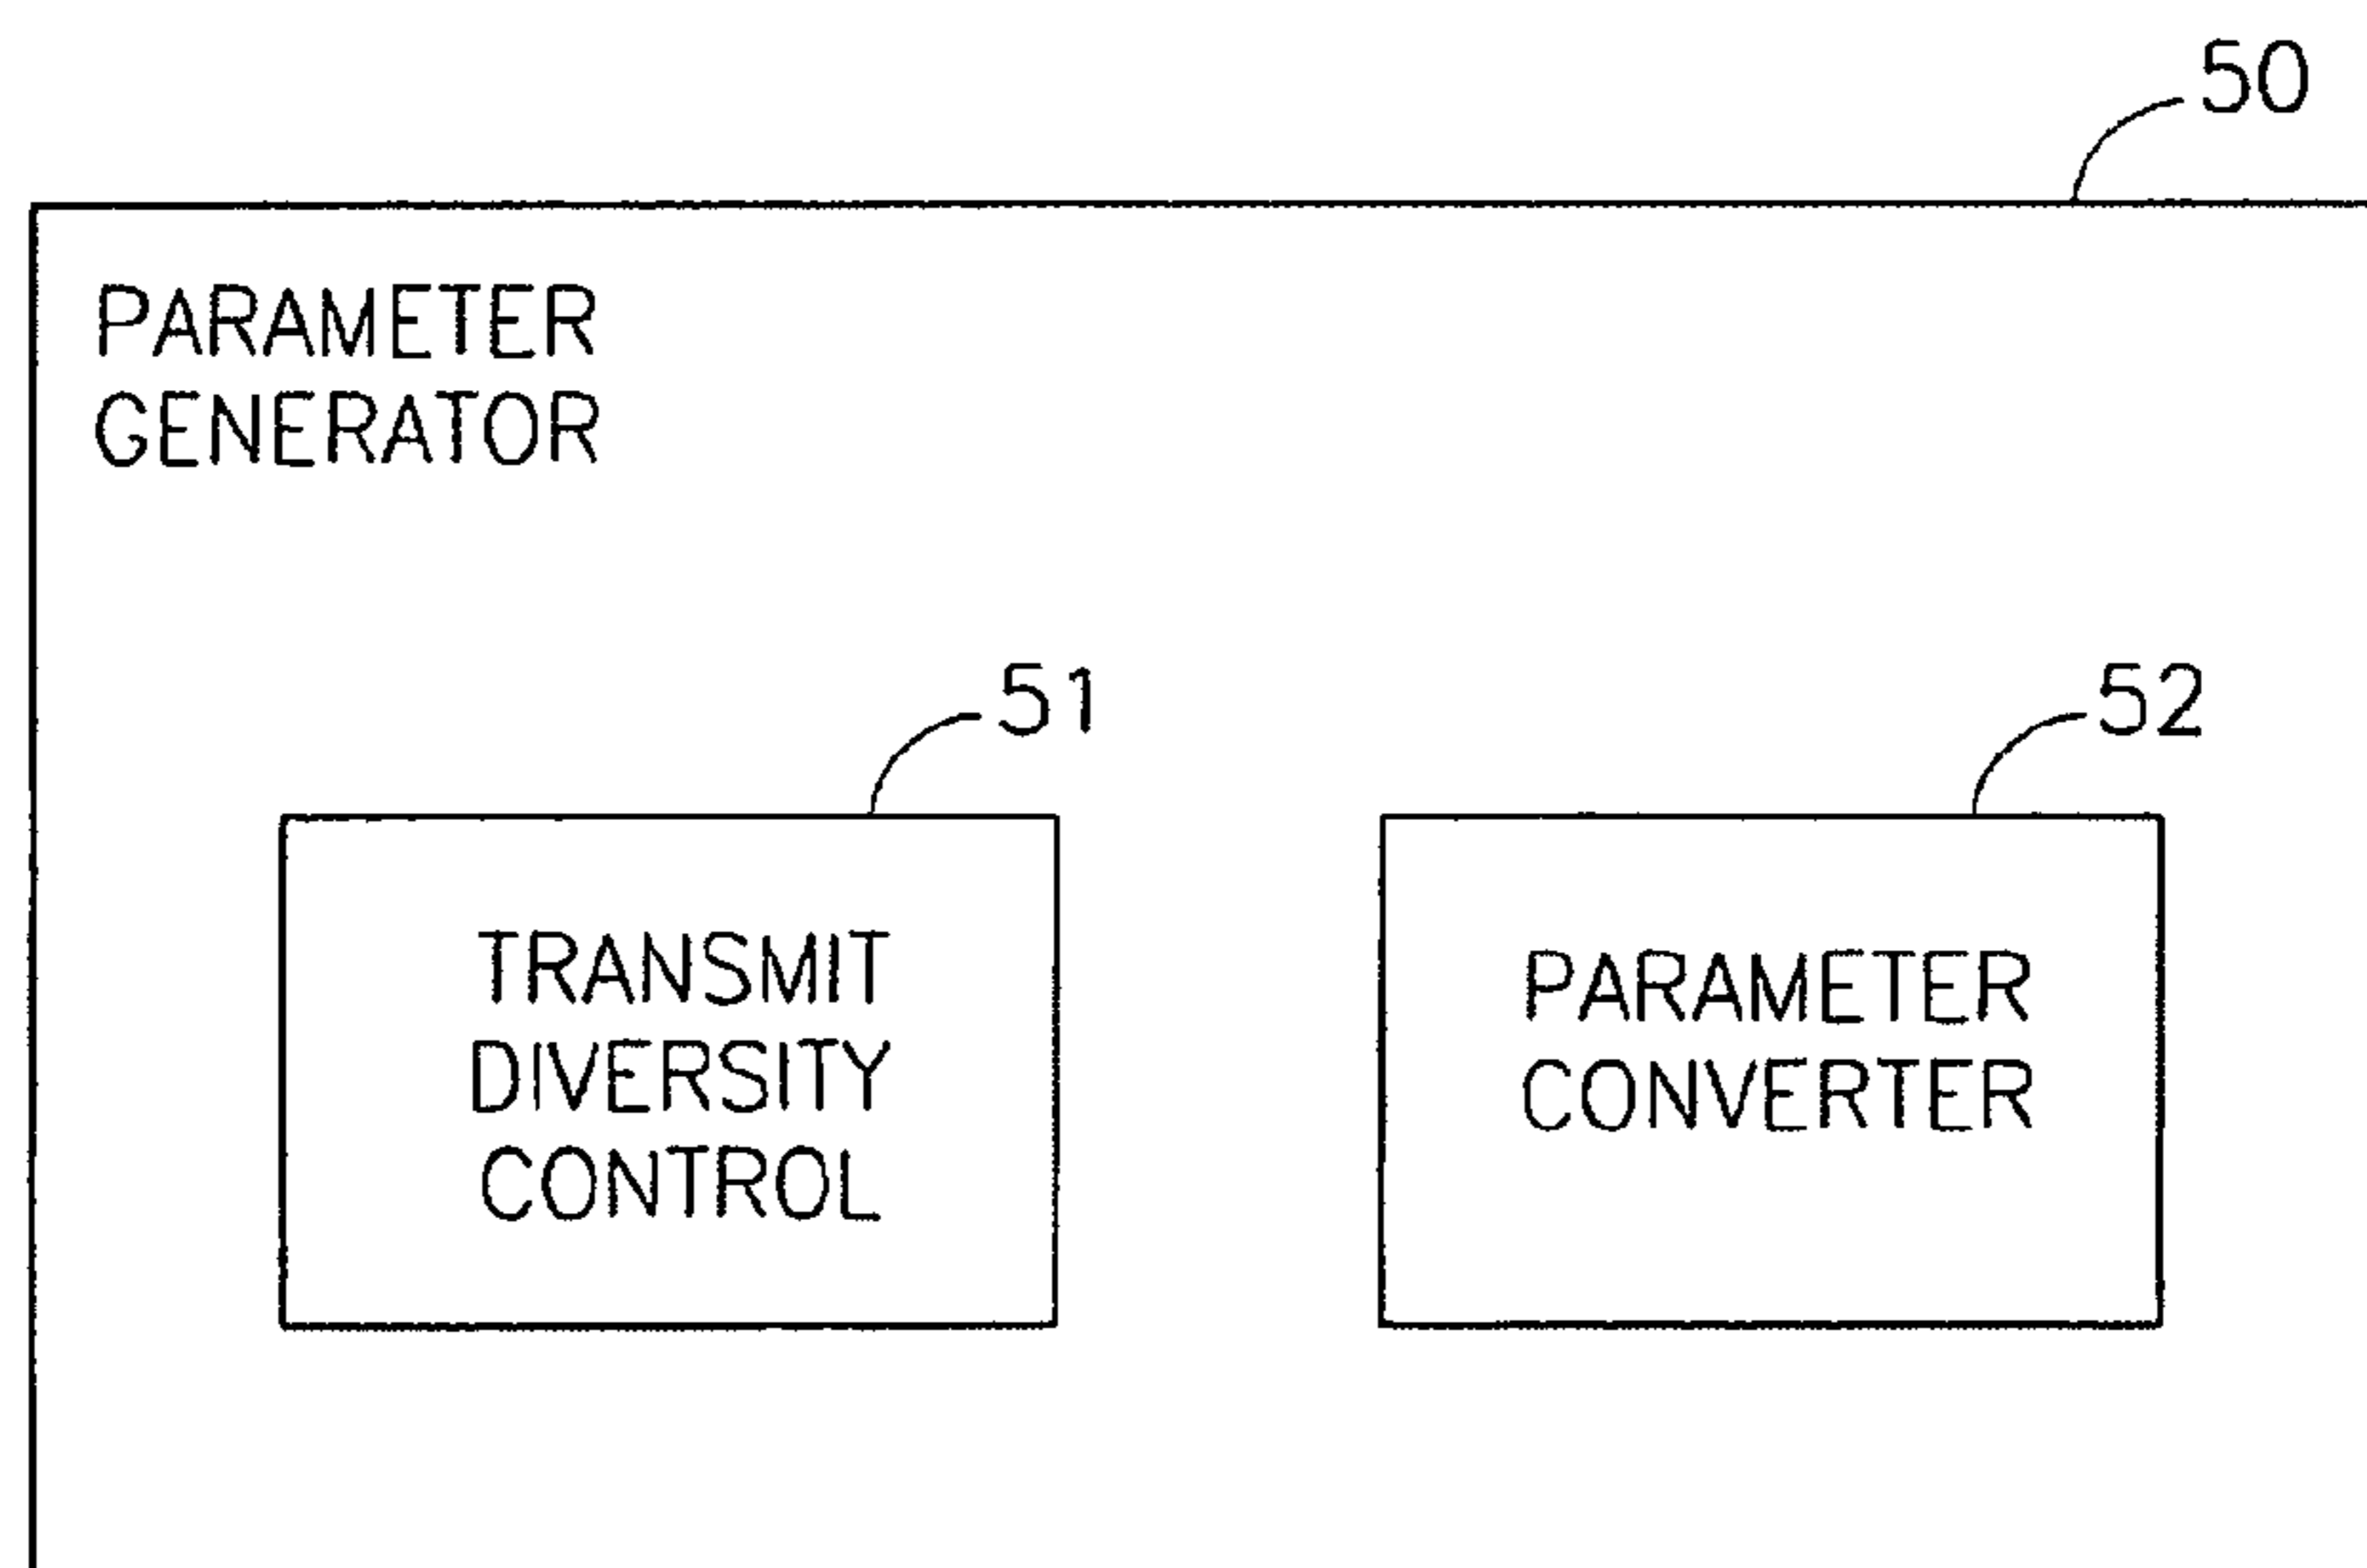 50
PARAMETER
GENERATOR
51
52
TRANSMIT
DIVERSITY
CONTROL
PARAMETER
CONVERTER